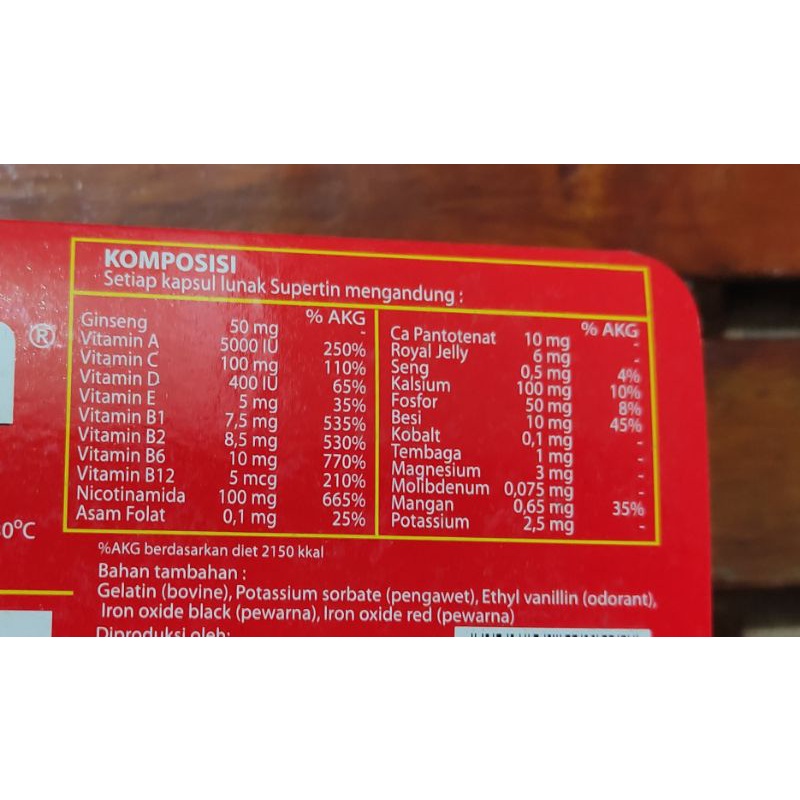 KOMPOSISI
Setiap kapsul lunak Supertin mengandung :
% AKG
Ginseng 50 mg -
Vitamin A 5000 IU 250%
Vitamin C 100 mg 110%
Vitamin D 400 IU 65%
Vitamin E 5 mg 35%
Vitamin B1 7,5 mg 535%
Vitamin B2 8,5 mg 530%
Vitamin B6 10 mg 770%
Vitamin B12 5 mcg 210%
Nicotinamida 100 mg 665%
Asam Folat 0,1 mg 25%
% AKG
Ca Pantotenat 10 mg -
Royal Jelly 6 mg -
Seng 0,5 mg 4%
Kalsium 100 mg 10%
Fosfor 50 mg 8%
Besi 10 mg 45%
Kobalt 0,1 mg -
Tembaga 1 mg -
Magnesium 3 mg -
Molibdenum 0,075 mg -
Mangan 0,65 mg 35%
Potassium 2,5 mg -
%AKG berdasarkan diet 2150 kkal
Bahan tambahan :
Gelatin (bovine), Potassium sorbate (pengawet), Ethyl vanillin (odorant),
Iron oxide black (pewarna), Iron oxide red (pewarna)
Diproduksi oleh:
®
0°C